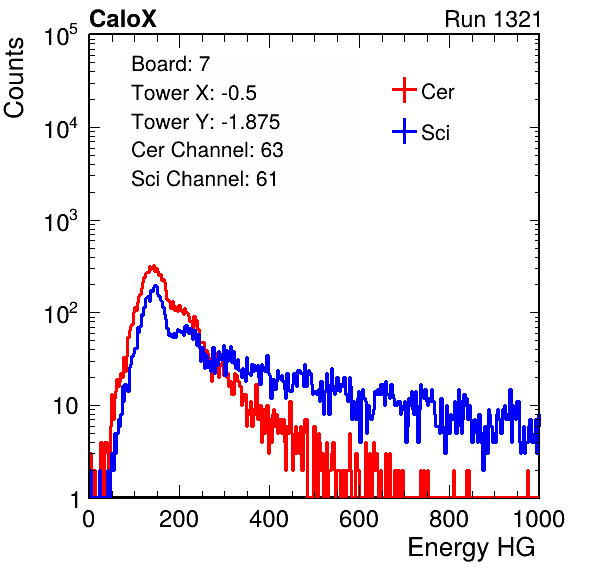 CaloX Run 1321
Counts
Board: 7
Tower X: -0.5
Tower Y: -1.875
Cer Channel: 63
Sci Channel: 61
Cer
Sci
10^5
10^4
10^3
10^2
10
1
0 200 400 600 800 1000
Energy HG